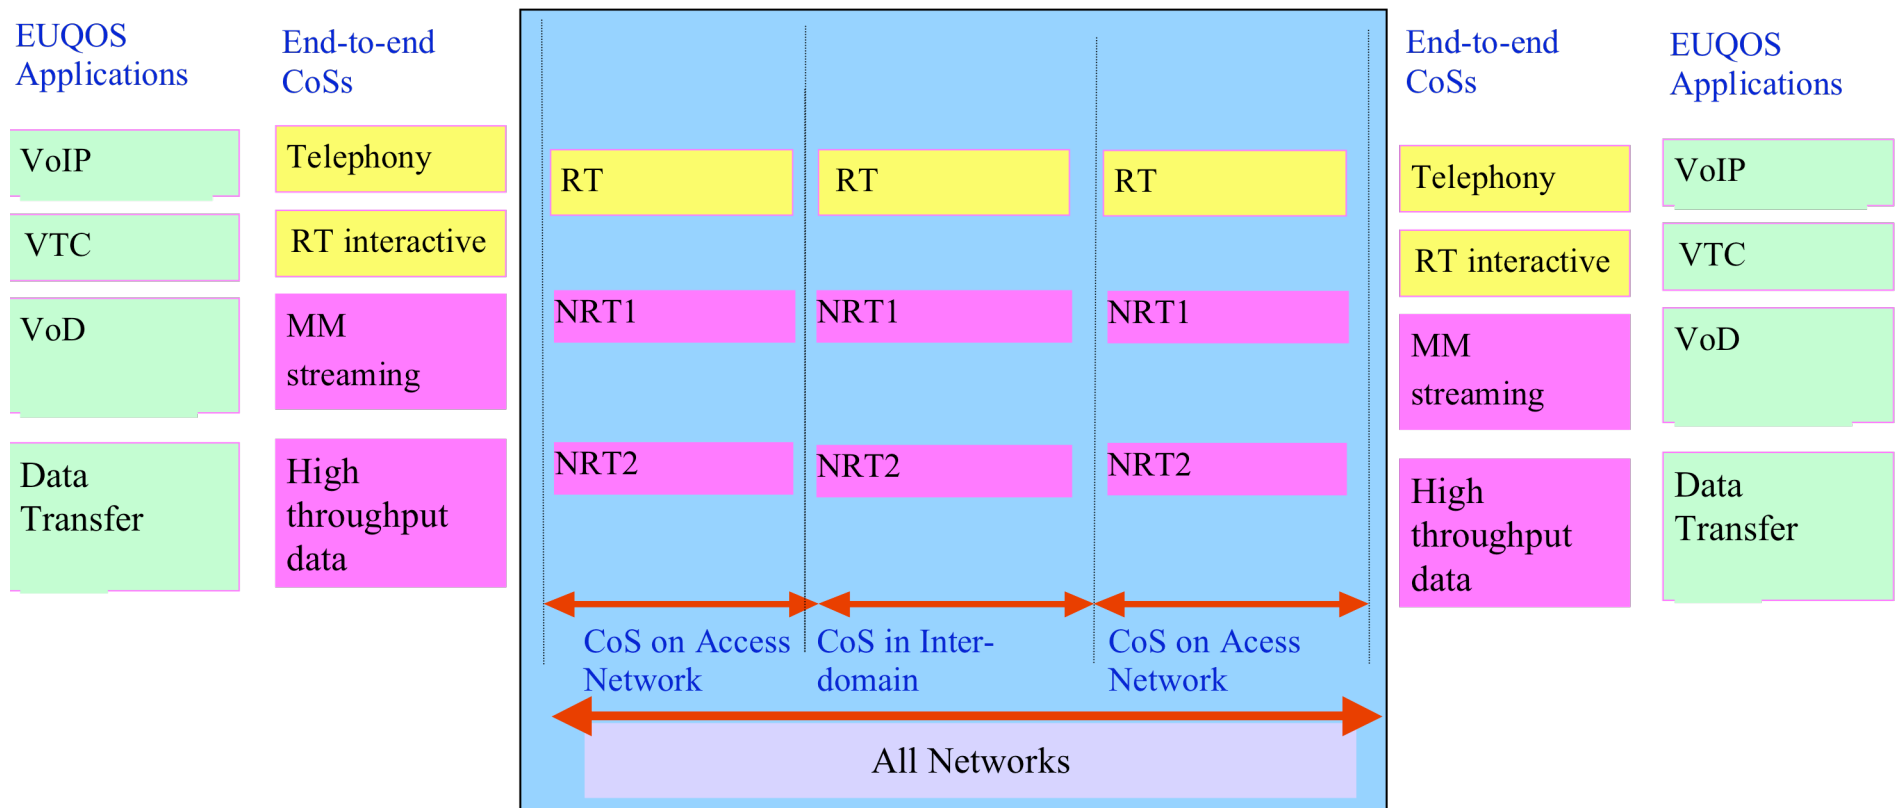 EUQOS
Applications
End-to-end
CoSs
End-to-end
CoSs
EUQOS
Applications
VoIP
Telephony
RT
RT
RT
Telephony
VoIP
VTC
RT interactive
RT interactive
VTC
VoD
MM
streaming
NRT1
NRT1
NRT1
MM
streaming
VoD
Data
Transfer
High
throughput
data
NRT2
NRT2
NRT2
High
throughput
data
Data
Transfer
CoS on Access
Network
CoS in Inter-
domain
CoS on Acess
Network
All Networks